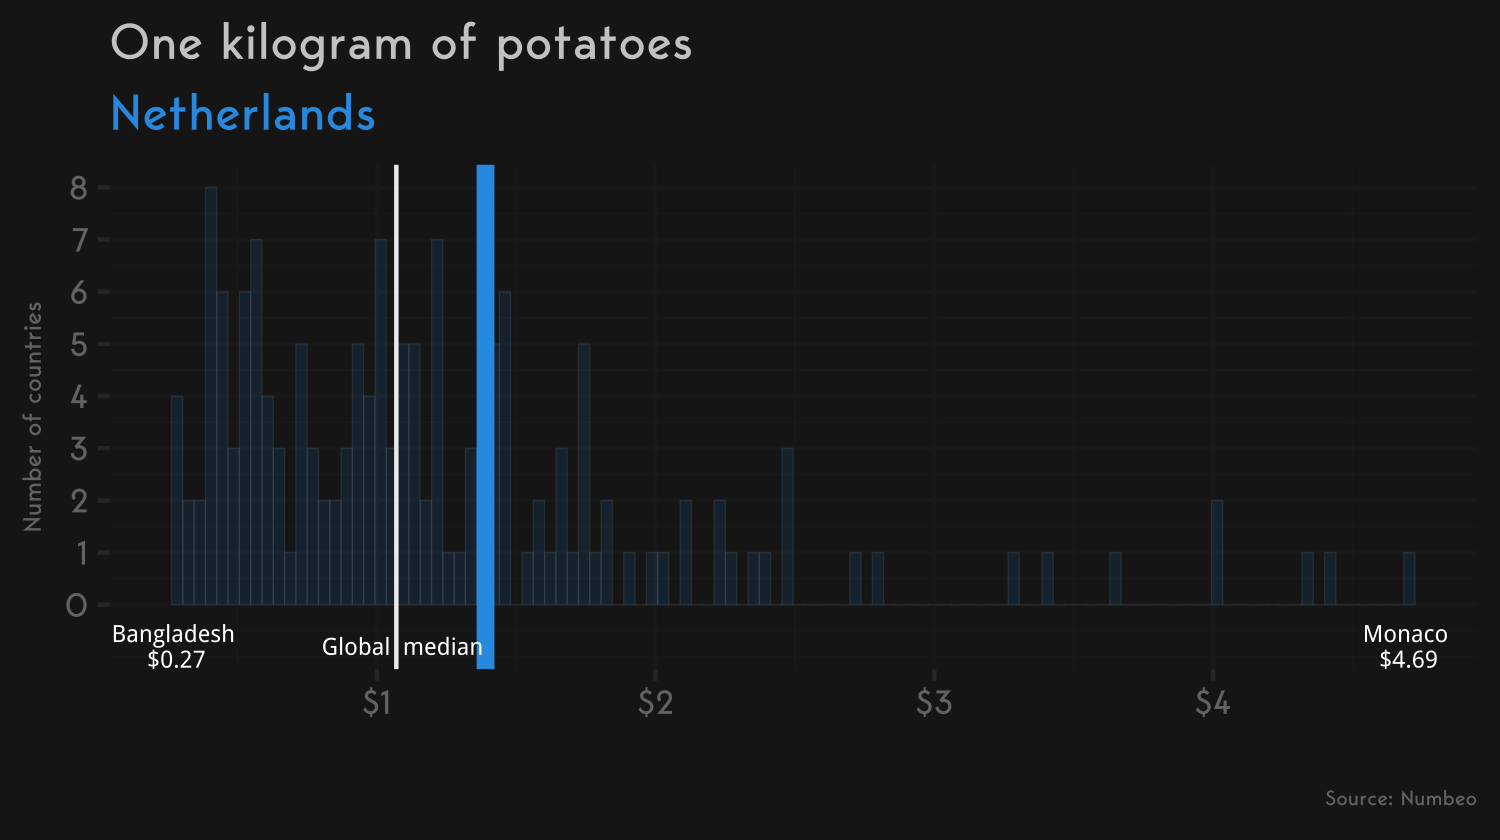 One kilogram of potatoes
Netherlands
Number of countries
8
7
6
5
4
3
2
1
0
Bangladesh
$0.27
Global median
Monaco
$4.69
$1
$2
$3
$4
Source: Numbeo